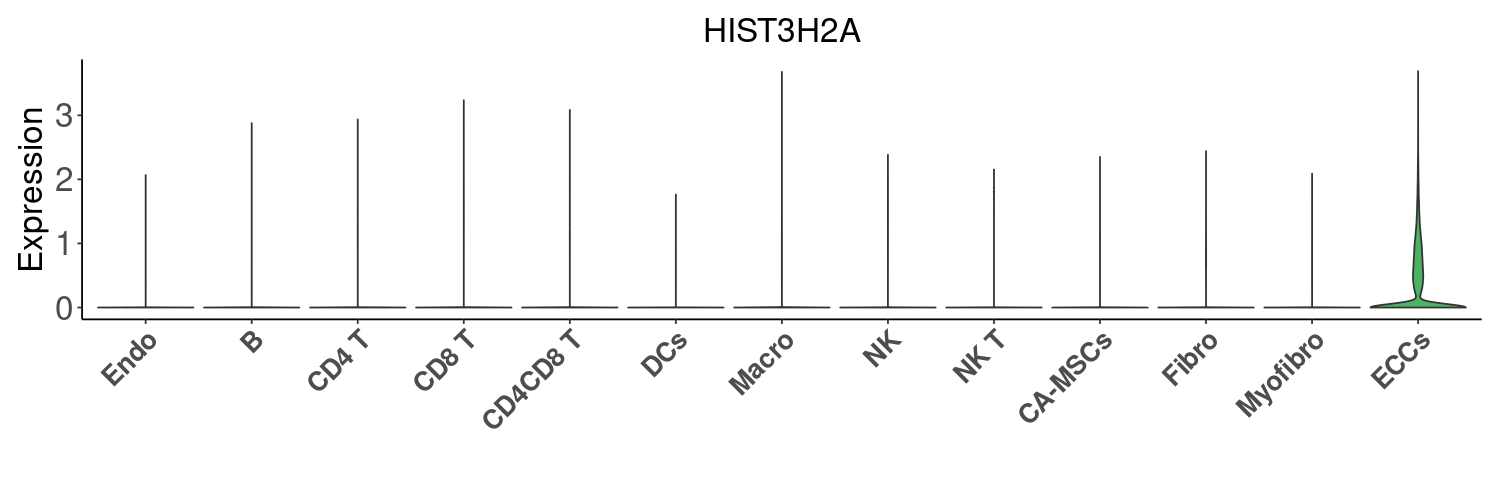 HIST3H2A
Expression
3
2
1
0
Endo
B
CD4 T
CD8 T
CD4CD8 T
DCs
Macro
NK
NK T
CA-MSCs
Fibro
Myofibro
ECCs